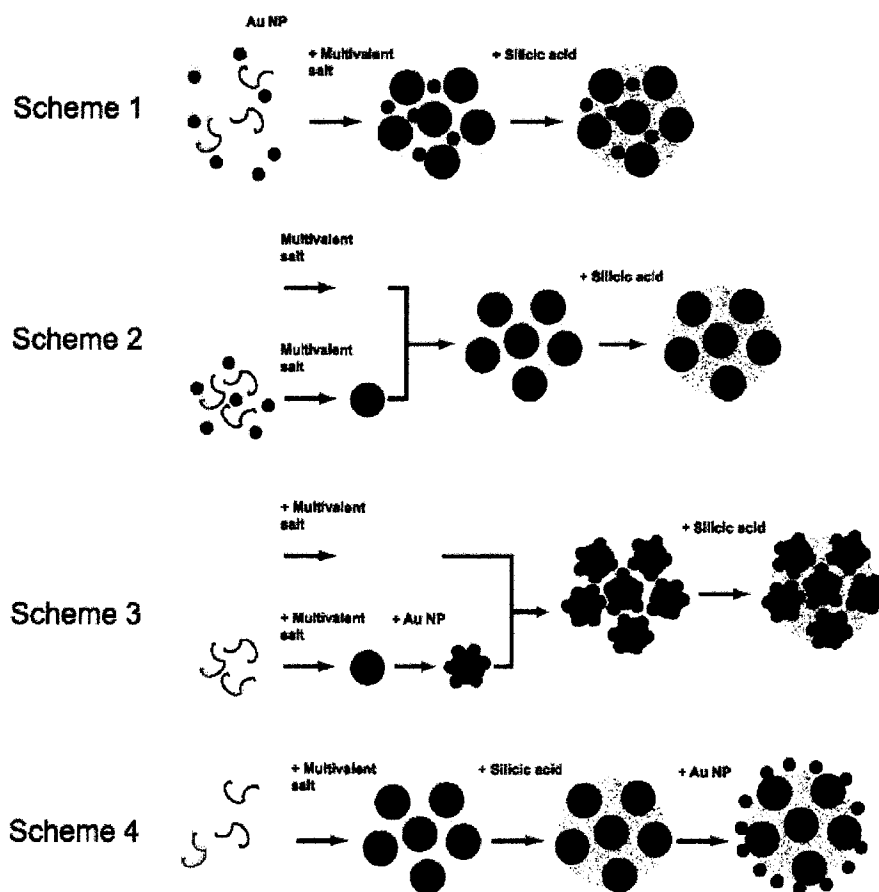 Au NP
+ Multivalent
salt
+ Silicic acid
Scheme 1
Multivalent
salt
+ Silicic acid
Scheme 2
Multivalent
salt
+ Multivalent
salt
+ Silicic acid
Scheme 3
+ Multivalent
salt
+ Au NP
+ Multivalent
salt
+ Silicic acid
+ Au NP
Scheme 4